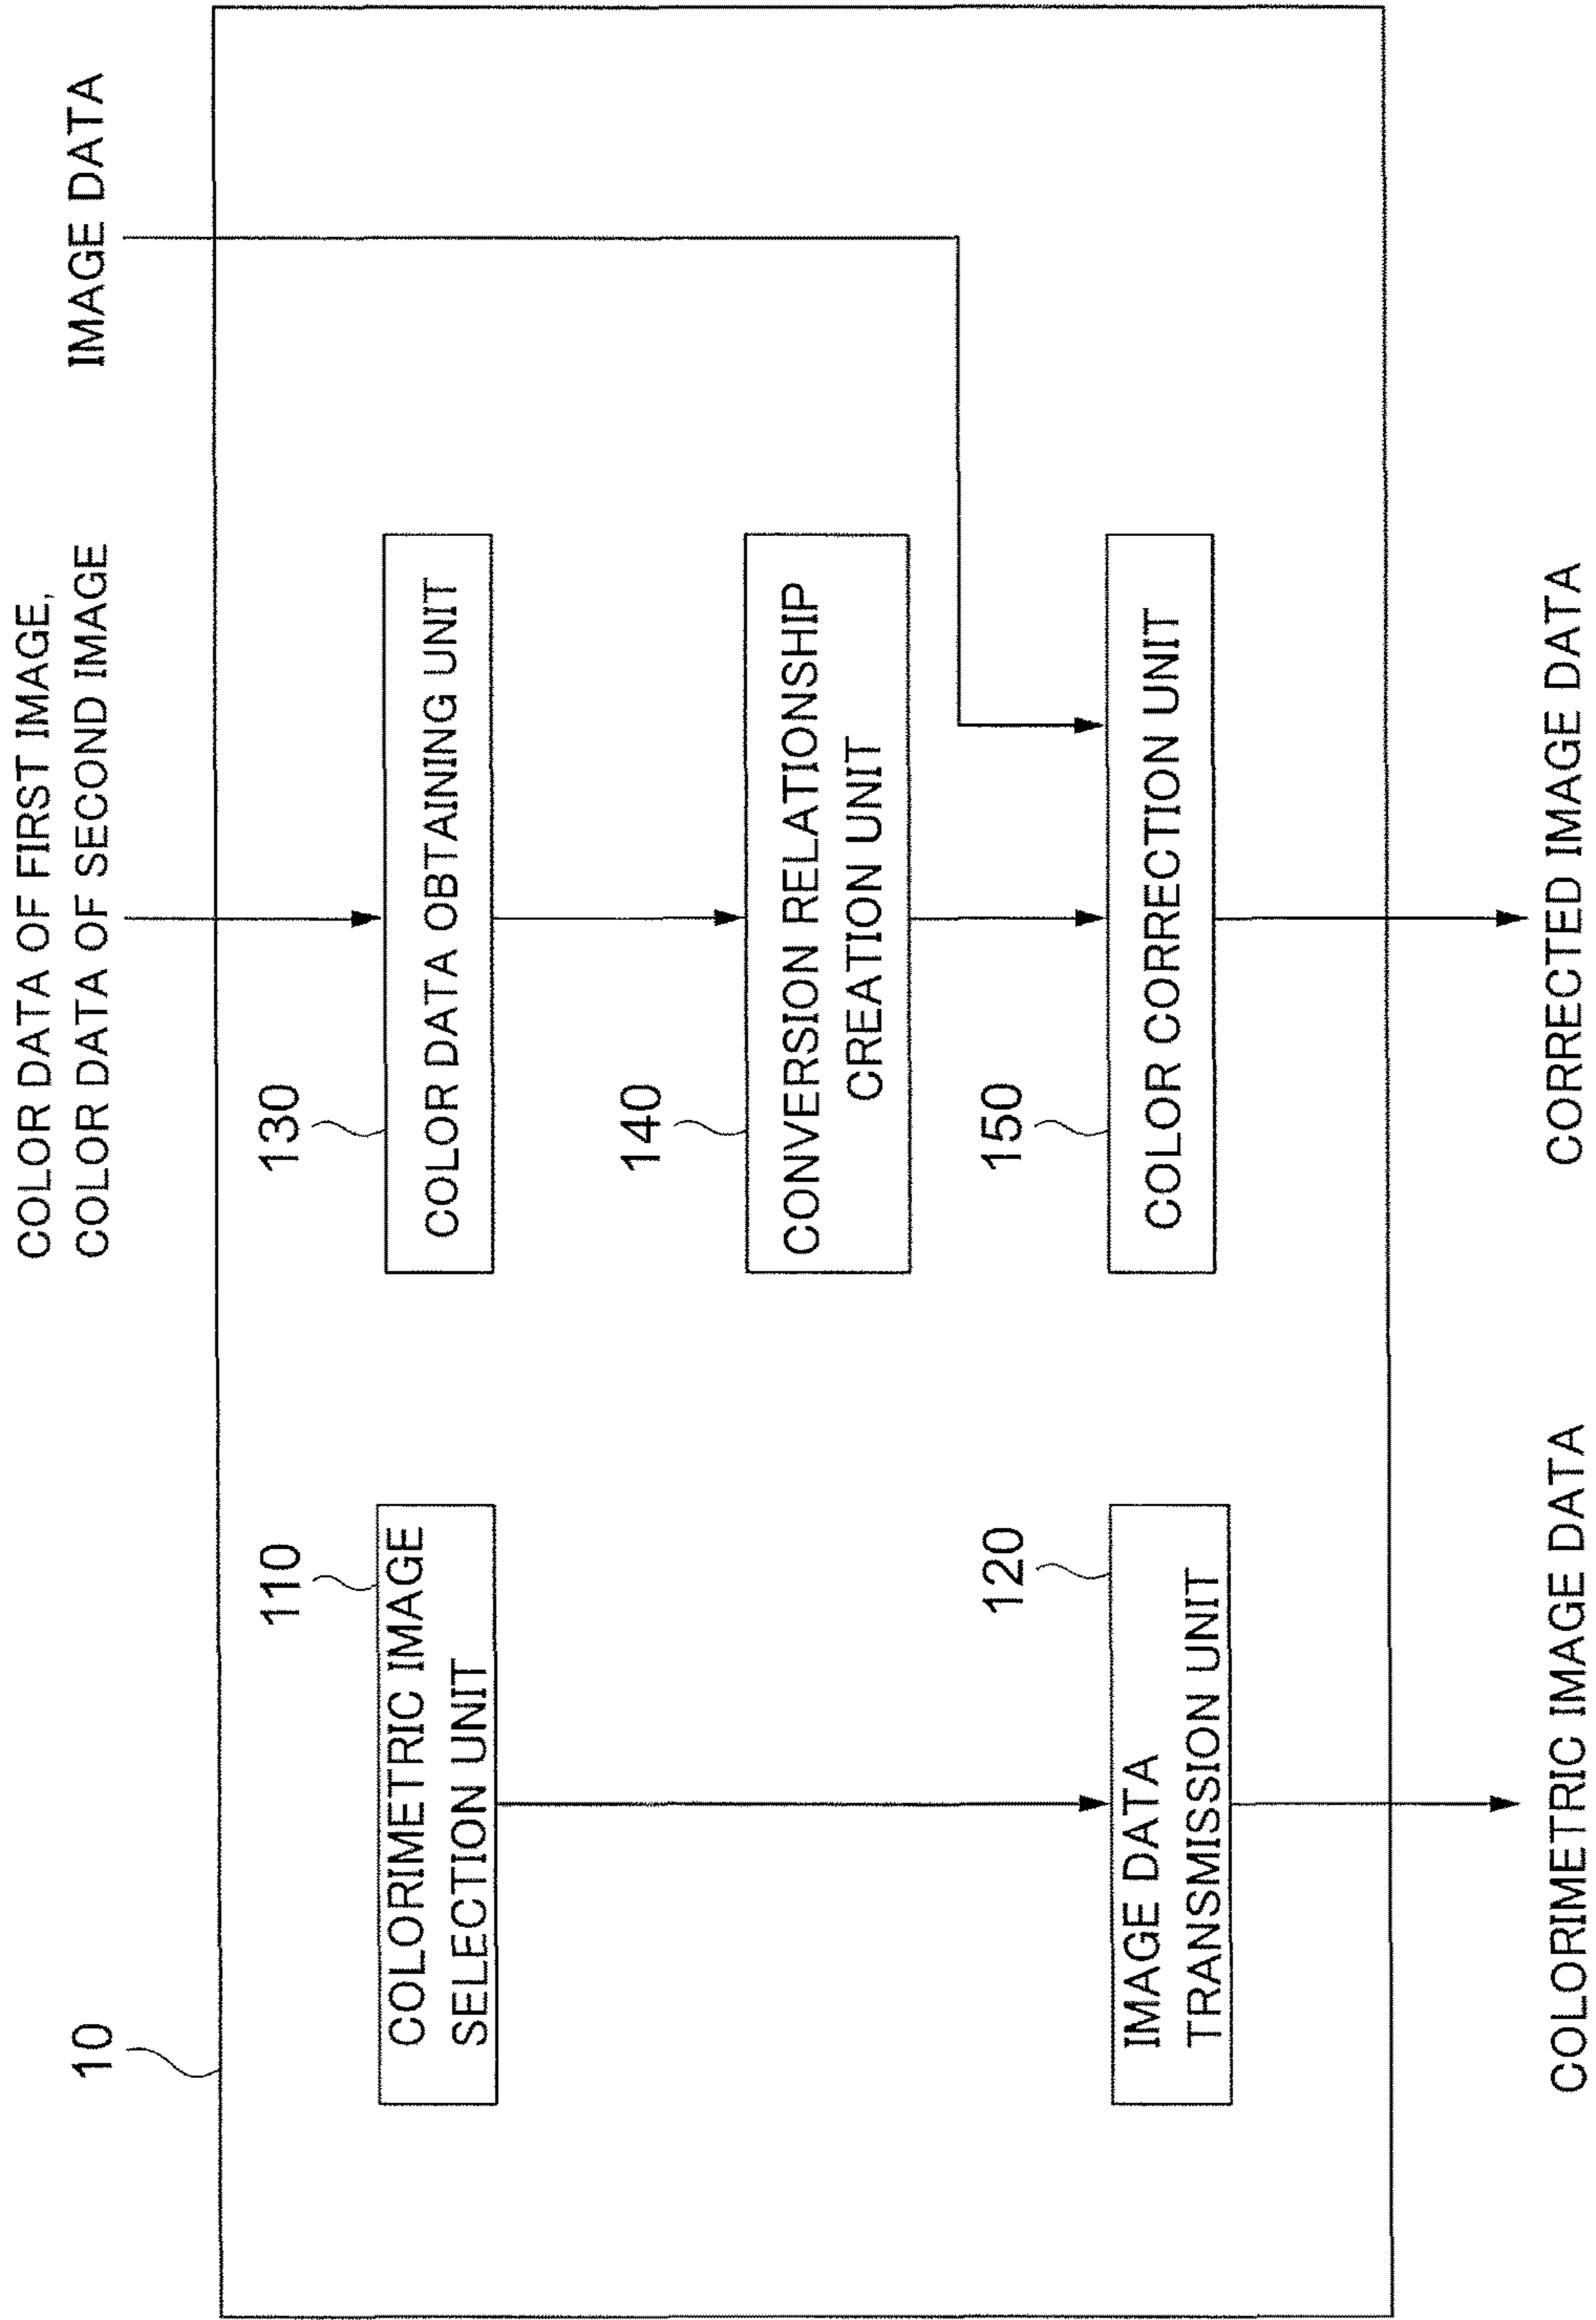 10
COLOR DATA OF FIRST IMAGE,
COLOR DATA OF SECOND IMAGE
IMAGE DATA
110
COLORIMETRIC IMAGE
SELECTION UNIT
130
COLOR DATA OBTAINING UNIT
140
CONVERSION RELATIONSHIP
CREATION UNIT
120
IMAGE DATA
TRANSMISSION UNIT
150
COLOR CORRECTION UNIT
COLORIMETRIC IMAGE DATA
CORRECTED IMAGE DATA